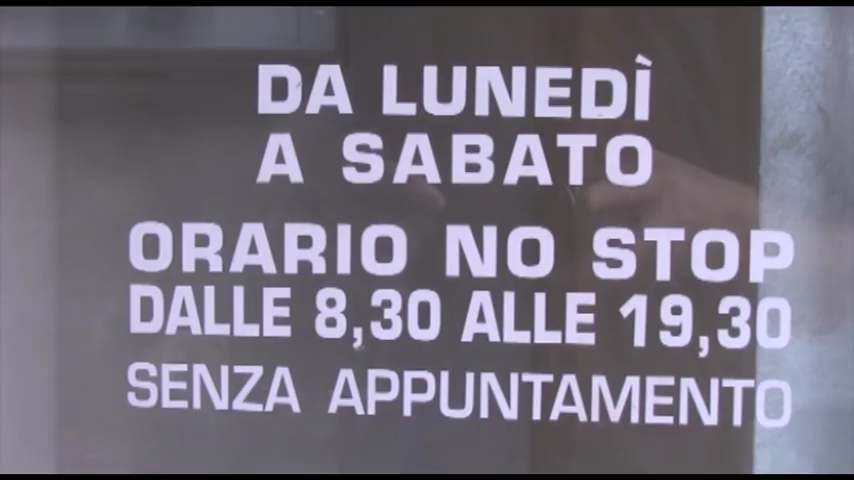 DA LUNEDÌ
A SABATO
ORARIO NO STOP
DALLE 8,30 ALLE 19,30
SENZA APPUNTAMENTO